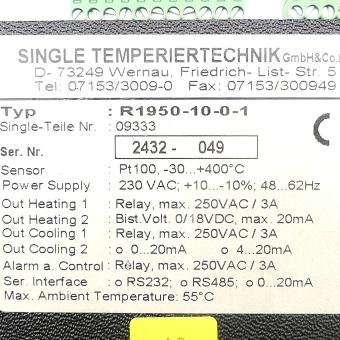 SINGLE TEMPERIERTECHNIK GmbH&Co.
D- 73249 Wernau, Friedrich- List- Str. 5
Tel: 07153/3009-0 Fax: 07153/300949
Typ : R1950-10-0-1
Single-Teile Nr. : 09333
Ser. Nr. 2432 - 049
Sensor : Pt100, -30...+400°C
Power Supply : 230 VAC; +10...-10%; 48...62Hz
Out Heating 1 : Relay, max. 250VAC / 3A
Out Heating 2 : Bist.Volt. 0/18VDC, max. 20mA
Out Cooling 1 : Relay, max. 250VAC / 3A
Out Cooling 2 : o 0...20mA o 4...20mA
Alarm a. Control : Relay, max. 250VAC / 3A
Ser. Interface : o RS232; o RS485; o 0...20mA
Max. Ambient Temperature: 55°C